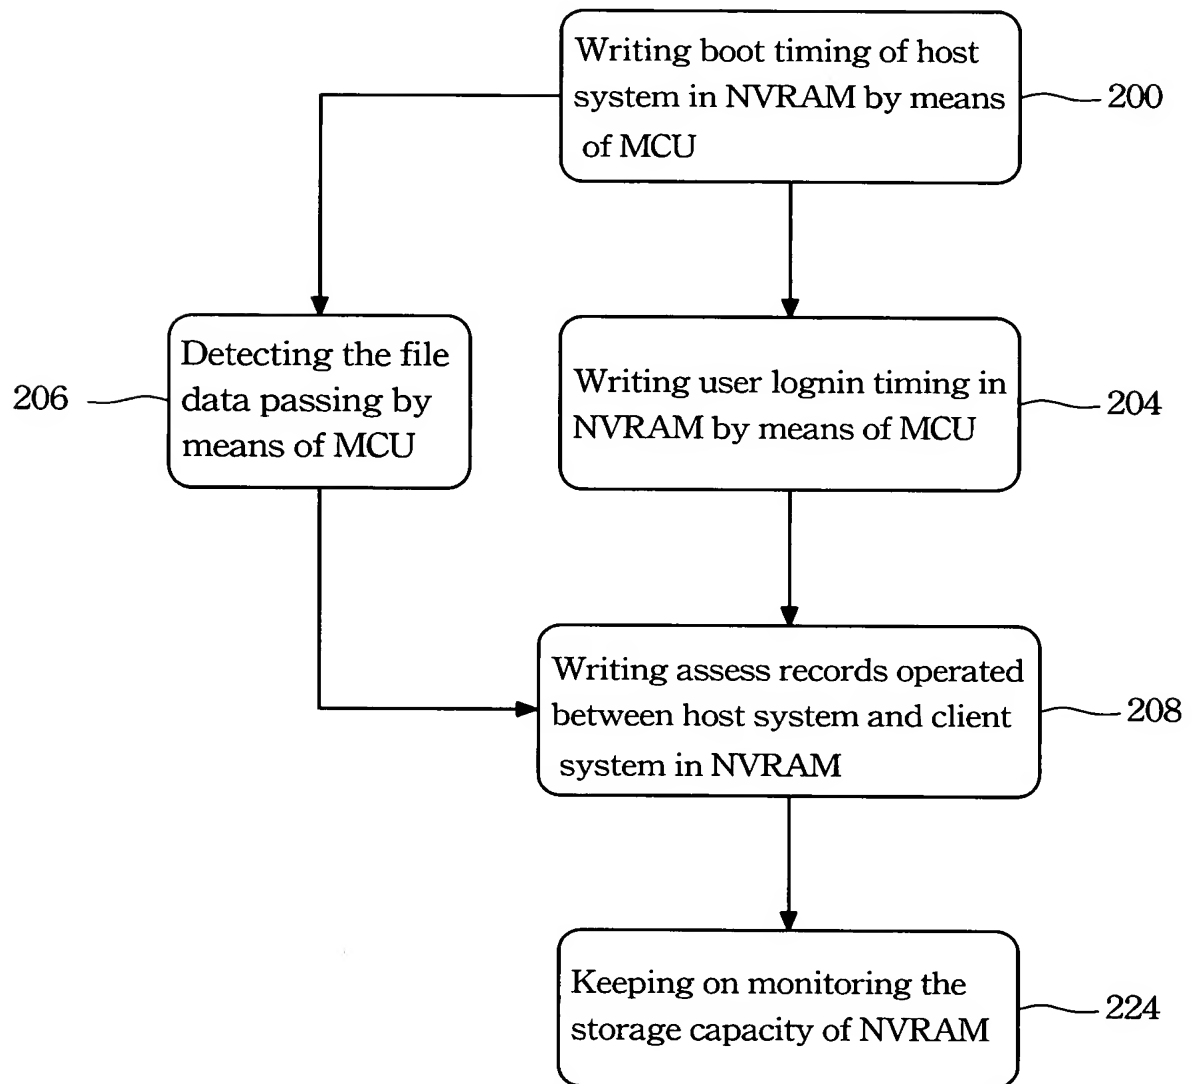 Writing boot timing of host
system in NVRAM by means
of MCU
200
Detecting the file
data passing by
means of MCU
206
Writing user lognin timing in
NVRAM by means of MCU
204
Writing assess records operated
between host system and client
system in NVRAM
208
Keeping on monitoring the
storage capacity of NVRAM
224